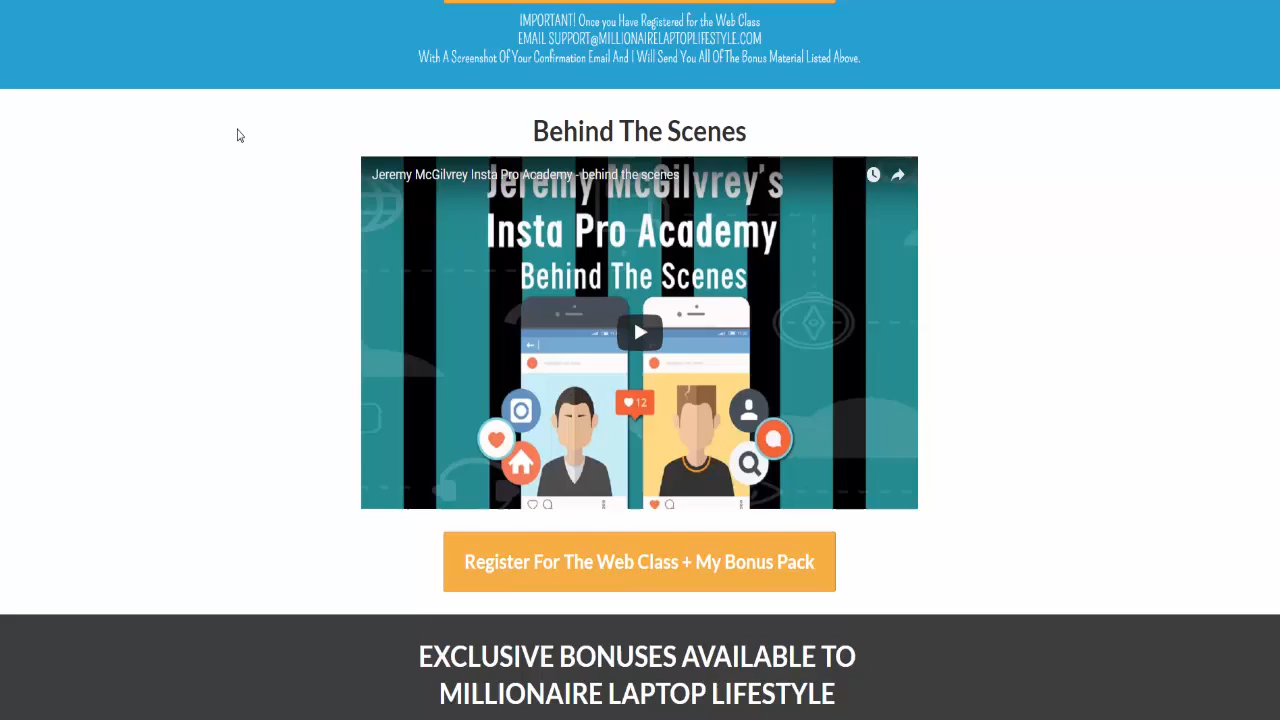 IMPORTANT! Once you Have Registered for the Web Class
EMAIL SUPPORT@MILLIONAIRELAPTOPLIFESTYLE.COM
With A Screenshot Of Your Confirmation Email And I Will Send You All Of The Bonus Material Listed Above.
Behind The Scenes
Jeremy McGilvrey Insta Pro Academy - behind the scenes
Jeremy McGilvrey's
Insta Pro Academy
Behind The Scenes
12
Register For The Web Class + My Bonus Pack
EXCLUSIVE BONUSES AVAILABLE TO
MILLIONAIRE LAPTOP LIFESTYLE